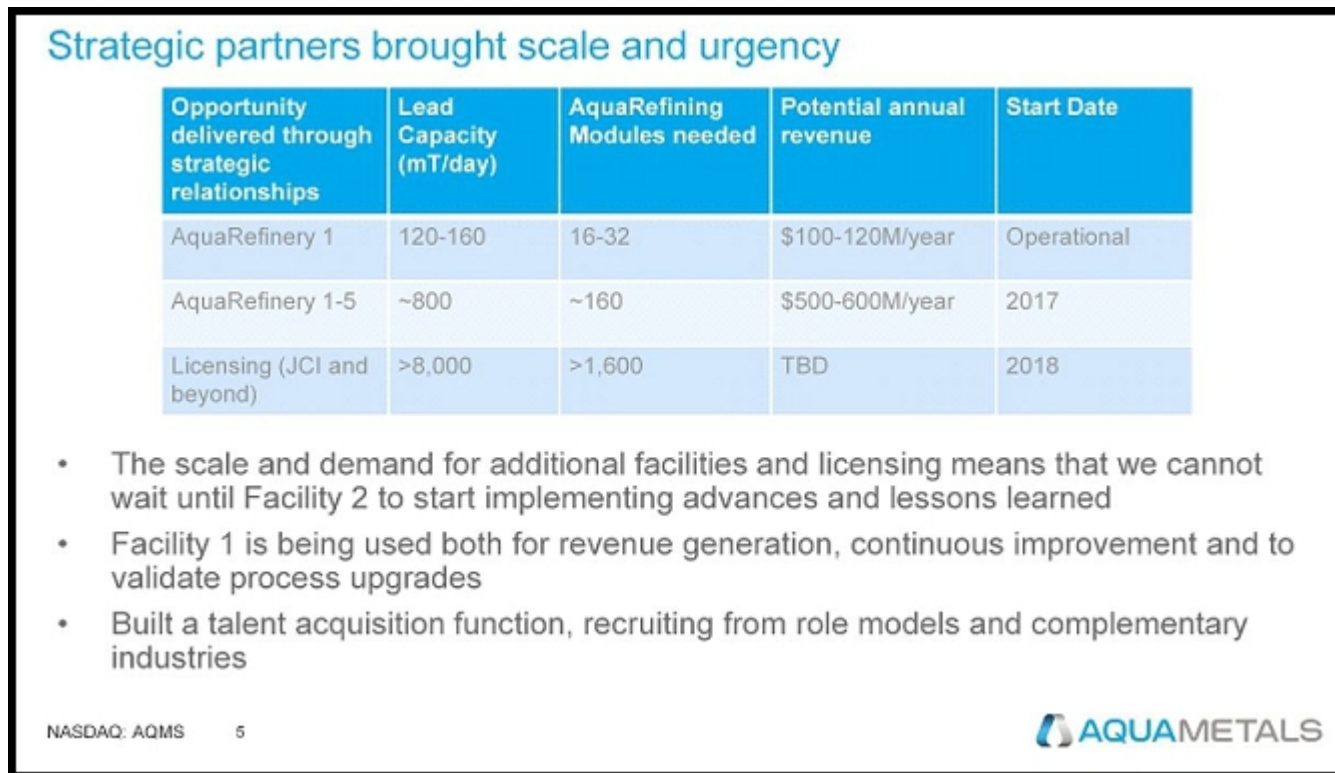 Strategic partners brought scale and urgency
Opportunity delivered through strategic relationships
Lead Capacity (mT/day)
AquaRefining Modules needed
Potential annual revenue
Start Date
AquaRefinery 1
120-160
16-32
$100-120M/year
Operational
AquaRefinery 1-5
~800
~160
$500-600M/year
2017
Licensing (JCI and beyond)
>8,000
>1,600
TBD
2018
• The scale and demand for additional facilities and licensing means that we cannot
wait until Facility 2 to start implementing advances and lessons learned
• Facility 1 is being used both for revenue generation, continuous improvement and to
validate process upgrades
• Built a talent acquisition function, recruiting from role models and complementary
industries
NASDAQ: AQMS 5
AQUAMETALS